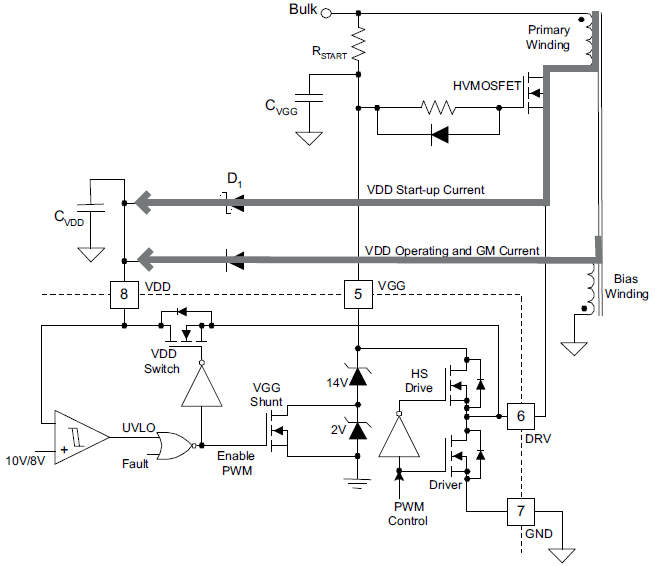 Bulk
Primary
Winding
RSTART
HVMOSFET
CVGG
D1
VDD Start-up Current
CVDD
VDD Operating and GM Current
Bias
Winding
8
VDD
5
VGG
VDD
Switch
14V
HS
Drive
VGG
Shunt
2V
6
DRV
UVLO
10V/8V
+
Fault
Enable
PWM
Driver
PWM
Control
7
GND